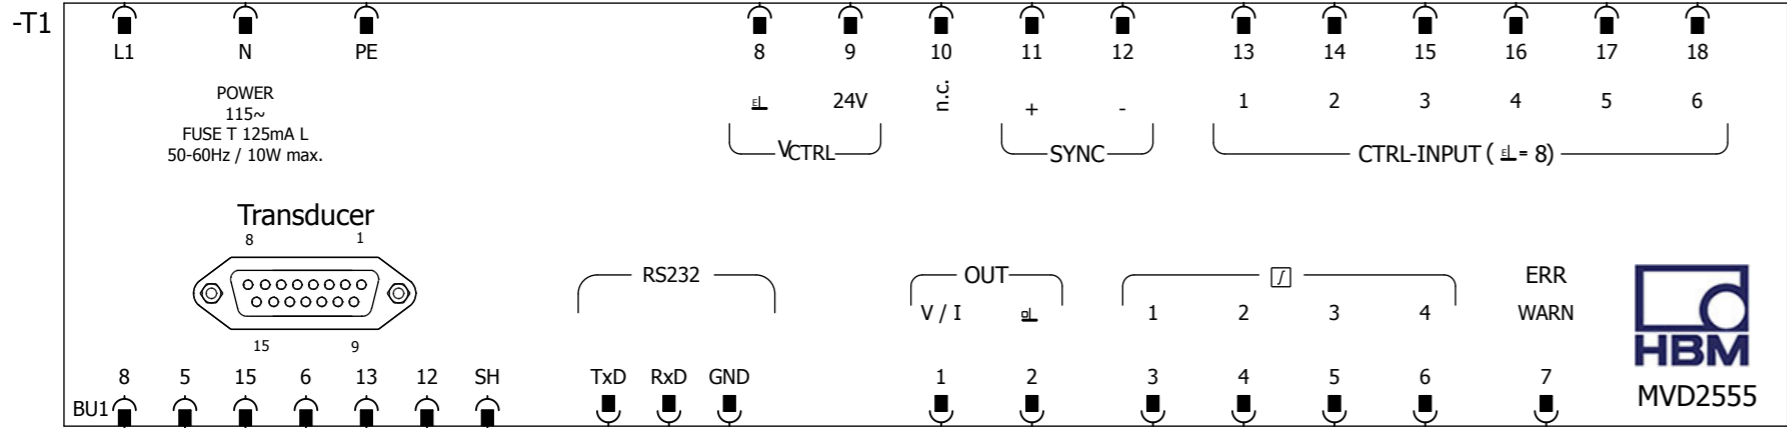 -T1
L1 N PE 8 9 10 11 12 13 14 15 16 17 18
POWER
115~
FUSE T 125mA L
50-60Hz / 10W max.
24V n.c. + - 1 2 3 4 5 6
VCTRL SYNC CTRL-INPUT ( = 8)
Transducer
8 1
15 9
RS232 OUT ERR
V / I 1 2 3 4 WARN
HBM
MVD2555
8 5 15 6 13 12 SH TxD RxD GND 1 2 3 4 5 6 7
BU1